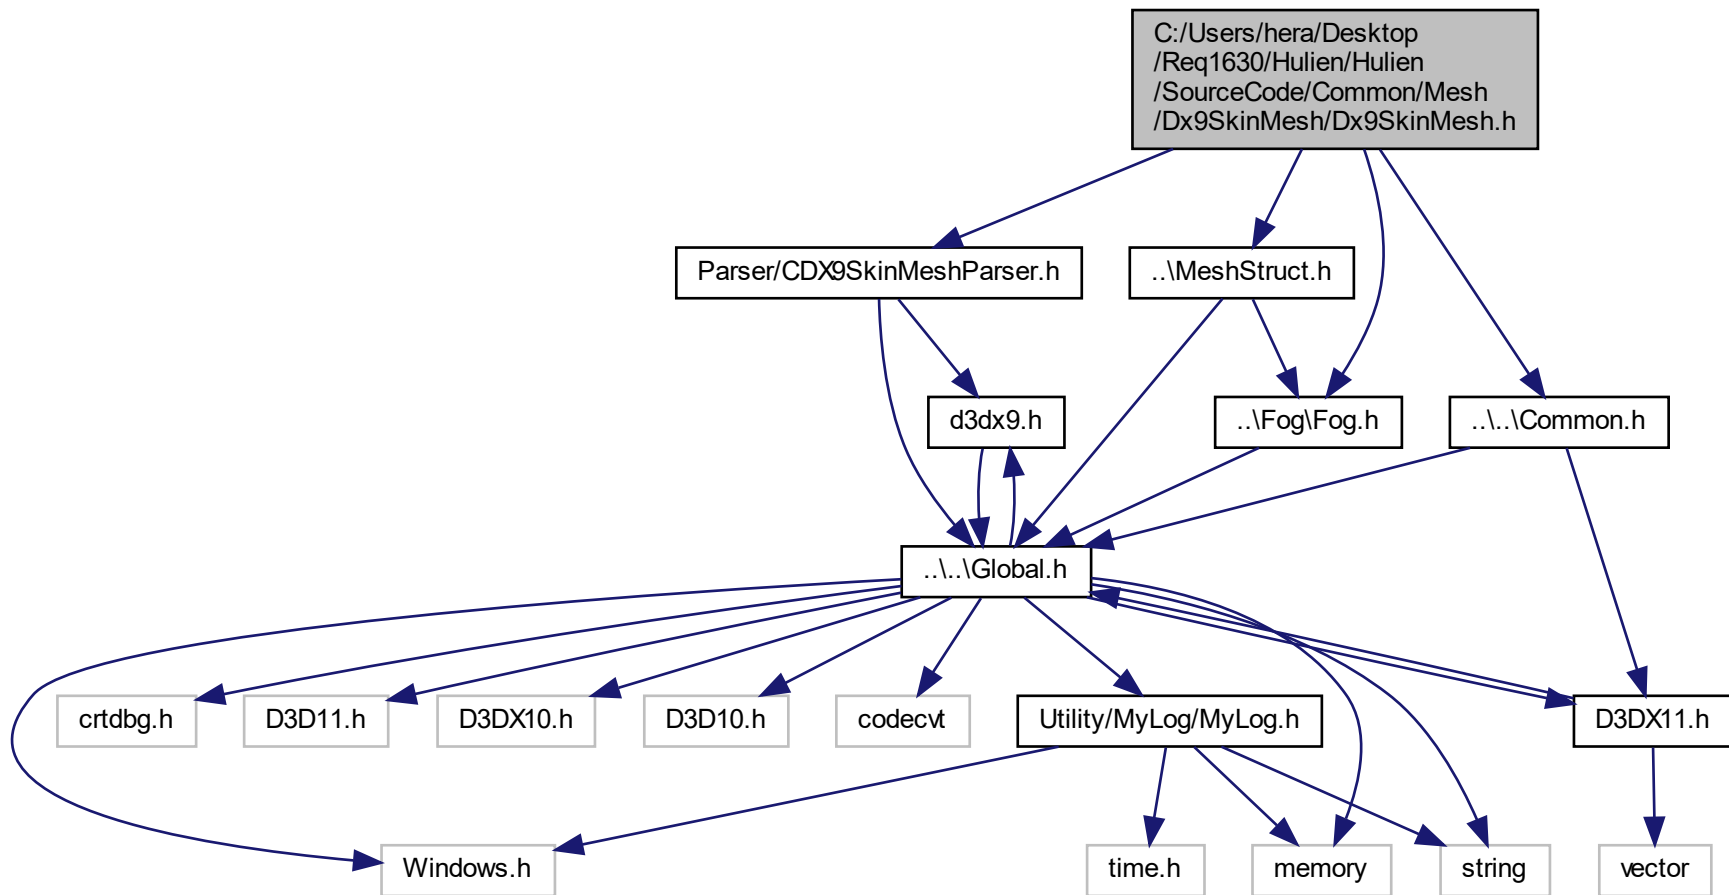 C:/Users/hera/Desktop
/Req1630/Hulien/Hulien
/SourceCode/Common/Mesh
/Dx9SkinMesh/Dx9SkinMesh.h
Parser/CDX9SkinMeshParser.h
..\MeshStruct.h
d3dx9.h
..\Fog\Fog.h
..\..\Common.h
..\..\Global.h
crtdbg.h
D3D11.h
D3DX10.h
D3D10.h
codecvt
Utility/MyLog/MyLog.h
D3DX11.h
Windows.h
time.h
memory
string
vector